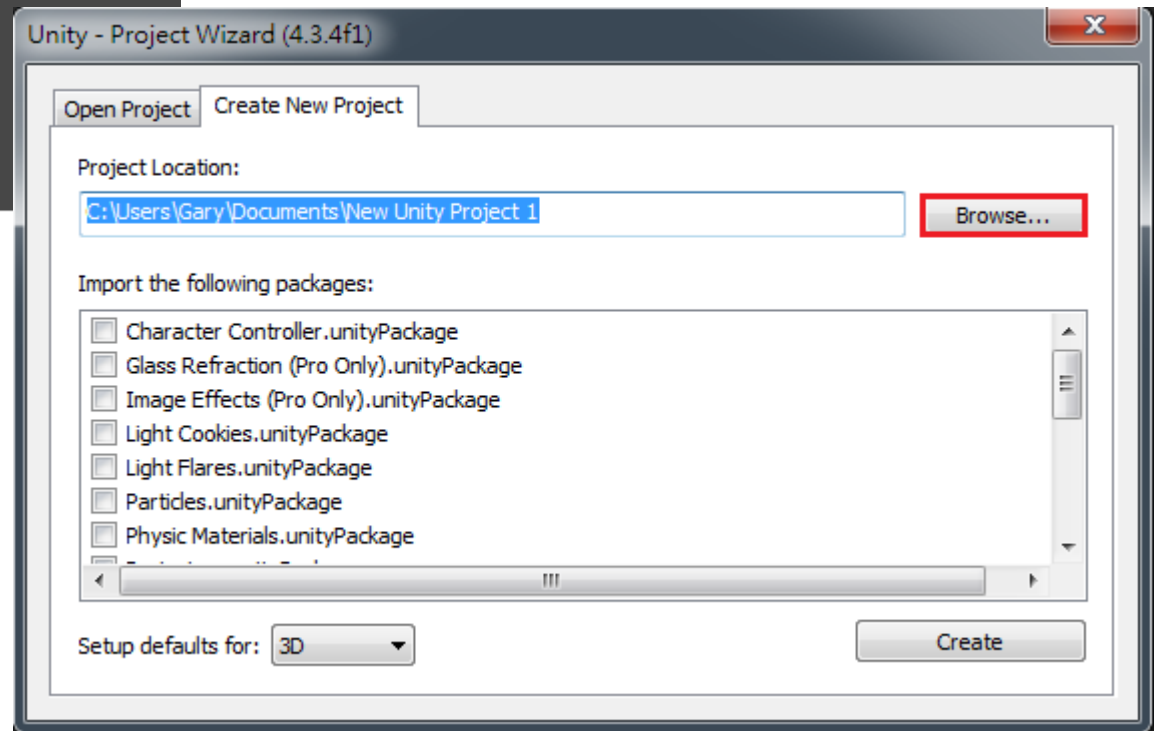 Unity - Project Wizard (4.3.4f1)
Open Project
Create New Project
Project Location:
C:\Users\Gary\Documents\New Unity Project 1
Browse...
Import the following packages:
Character Controller.unityPackage
Glass Refraction (Pro Only).unityPackage
Image Effects (Pro Only).unityPackage
Light Cookies.unityPackage
Light Flares.unityPackage
Particles.unityPackage
Physic Materials.unityPackage
Setup defaults for: 3D
Create